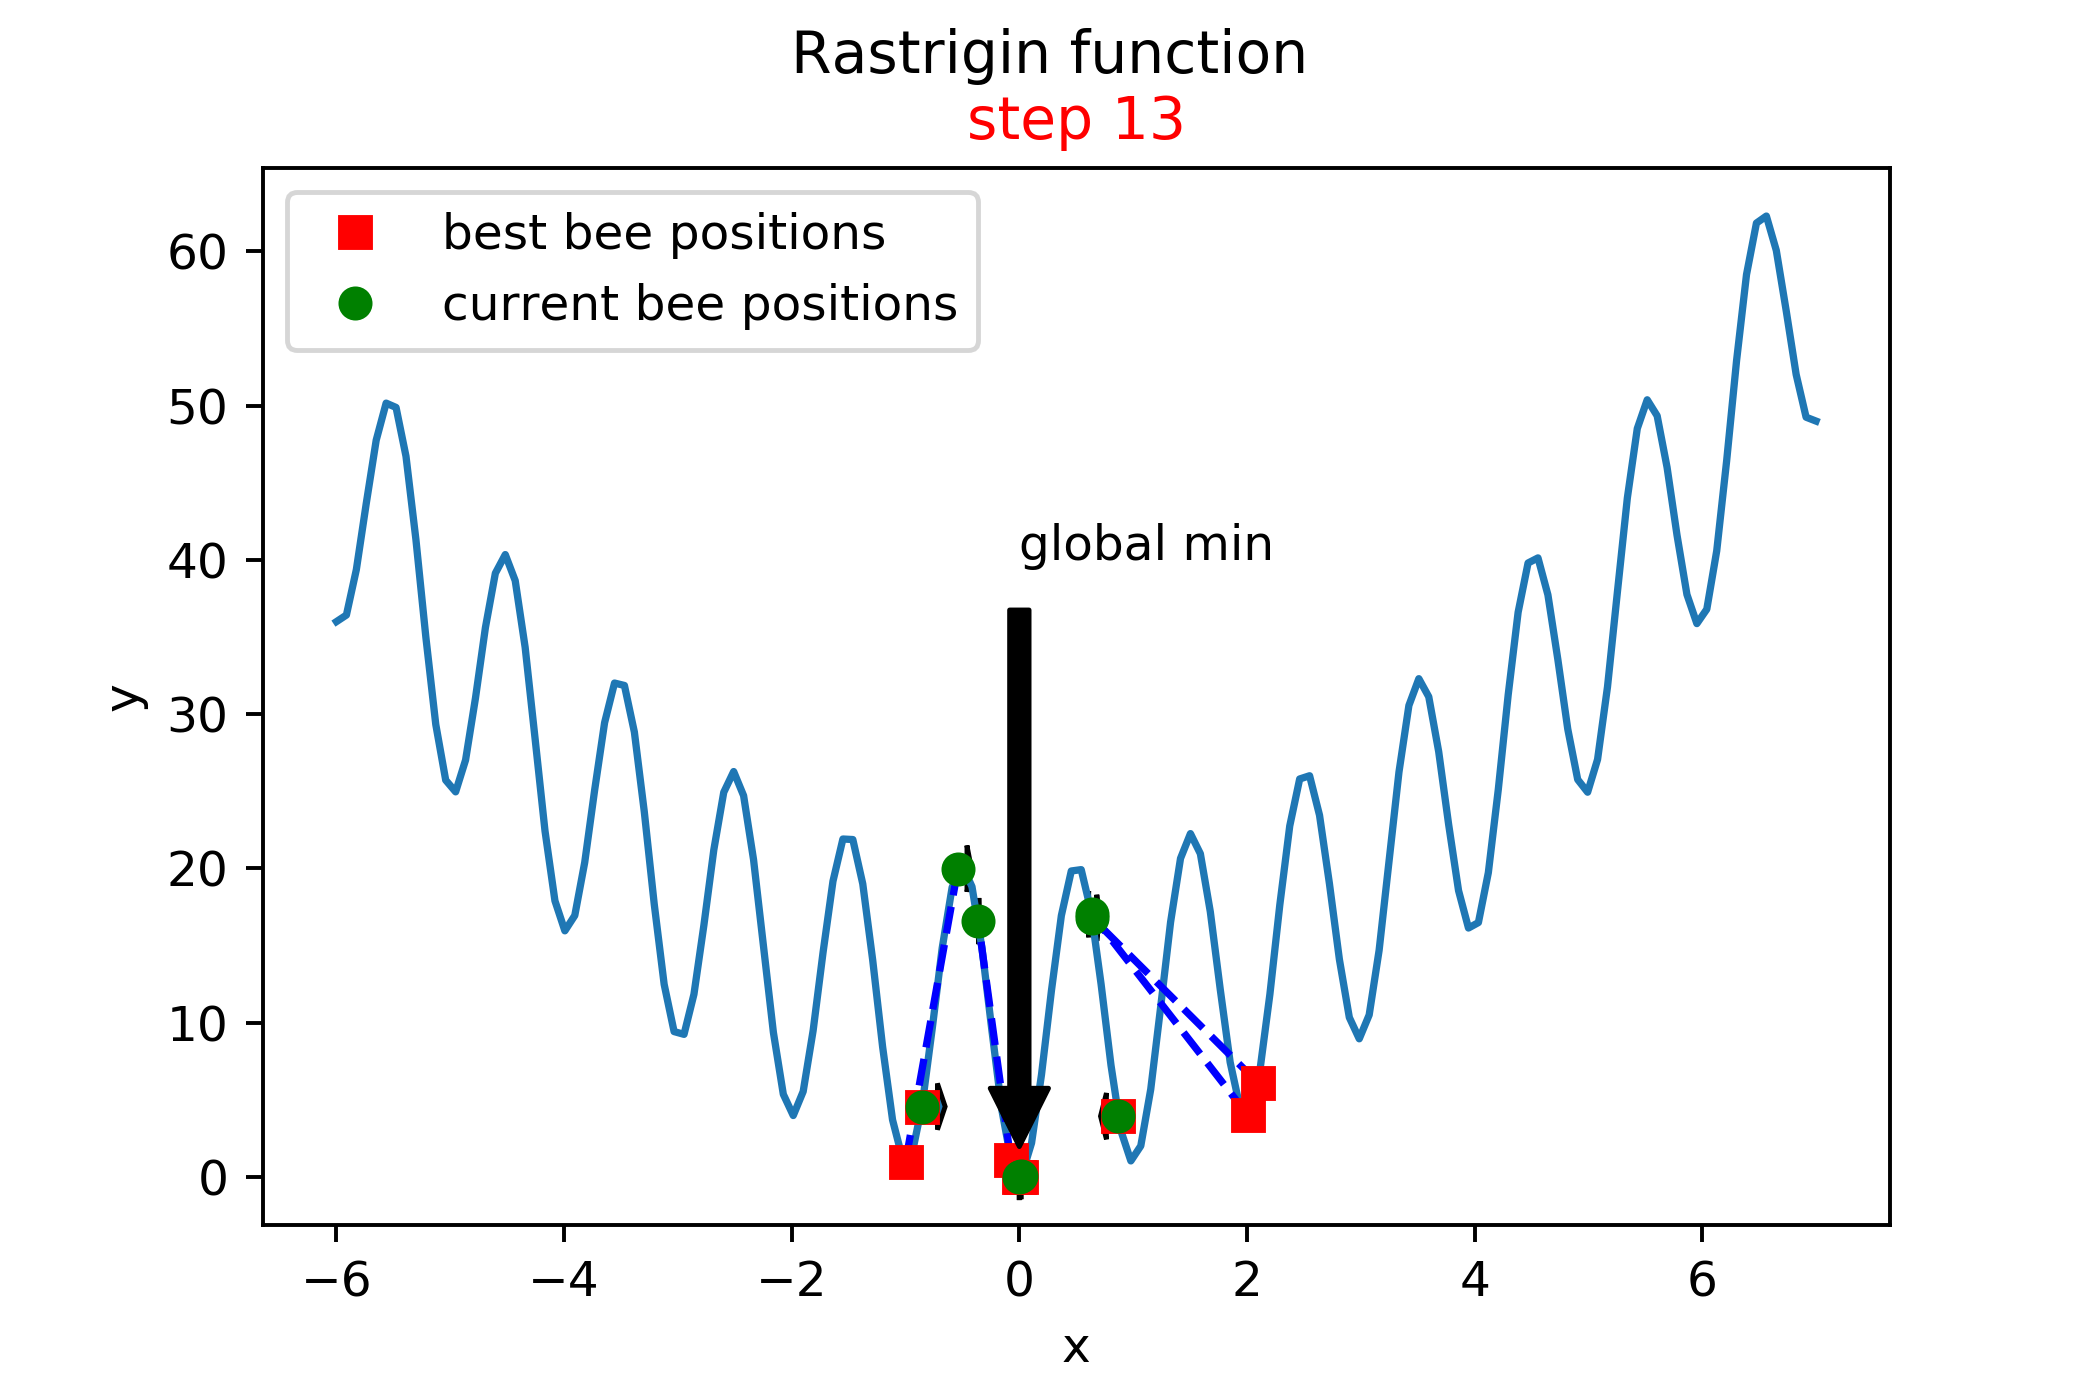 Rastrigin function
step 13
best bee positions
current bee positions
global min
60
50
40
30
20
10
0
y
−6
−4
−2
0
2
4
6
x